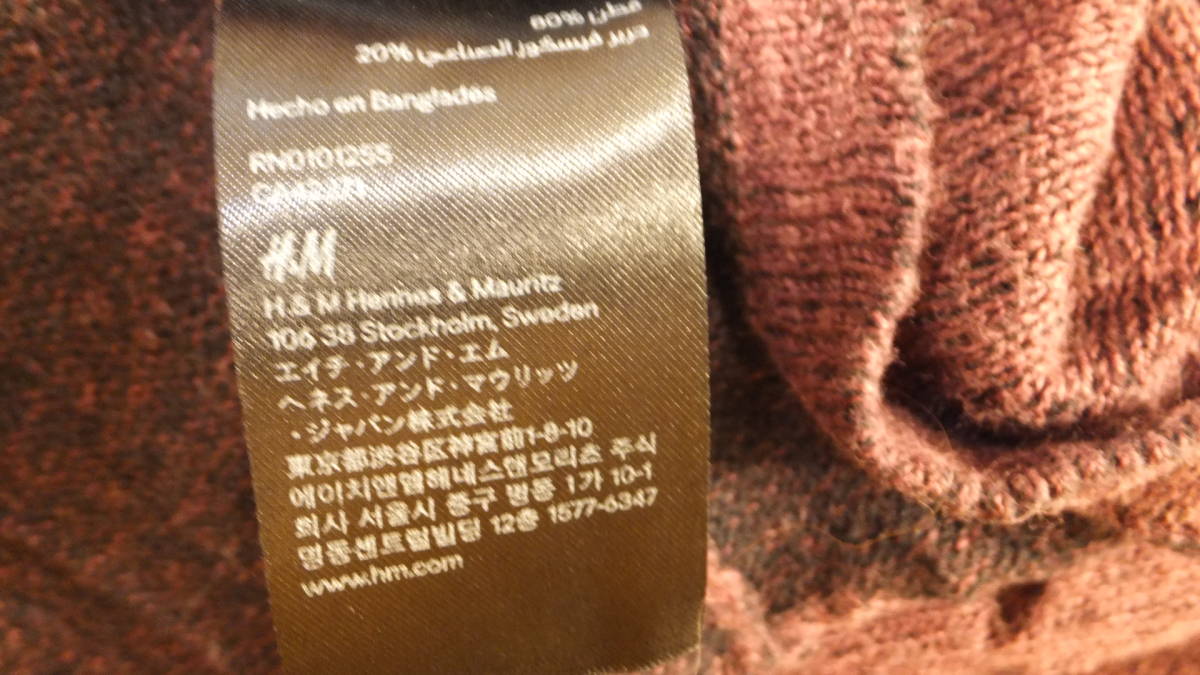 قطن %80
حرير فيسكوز الصناعي %20
Hecho en Bangladés
RN0101255
H&M
H & M Hennes & Mauritz
106 38 Stockholm, Sweden
エイチ・アンド・エム
ヘネス・アンド・マウリッツ
・ジャパン株式会社
東京都渋谷区神宮前1-8-10
에이치앤엠헤네스앤모리츠 주식
회사 서울시 중구 명동 1가 10-1
명동센트럴빌딩 12층 1577-6347
www.hm.com